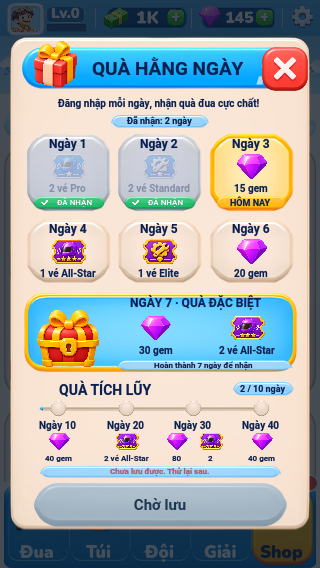 Lv.0
1K
145
QUÀ HẰNG NGÀY
Đăng nhập mỗi ngày, nhận quà đua cực chất!
Đã nhận: 2 ngày
Ngày 1
Ngày 2
Ngày 3
2 vé Pro
2 vé Standard
15 gem
ĐÃ NHẬN
ĐÃ NHẬN
HÔM NAY
Ngày 4
Ngày 5
Ngày 6
1 vé All-Star
1 vé Elite
20 gem
NGÀY 7 · QUÀ ĐẶC BIỆT
30 gem
2 vé All-Star
Hoàn thành 7 ngày để nhận
QUÀ TÍCH LŨY
2 / 10 ngày
Ngày 10
Ngày 20
Ngày 30
Ngày 40
40 gem
2 vé All-Star
80
2
40 gem
Chưa lưu được. Thử lại sau.
Chờ lưu
Đua
Túi
Đội
Giải
Shop